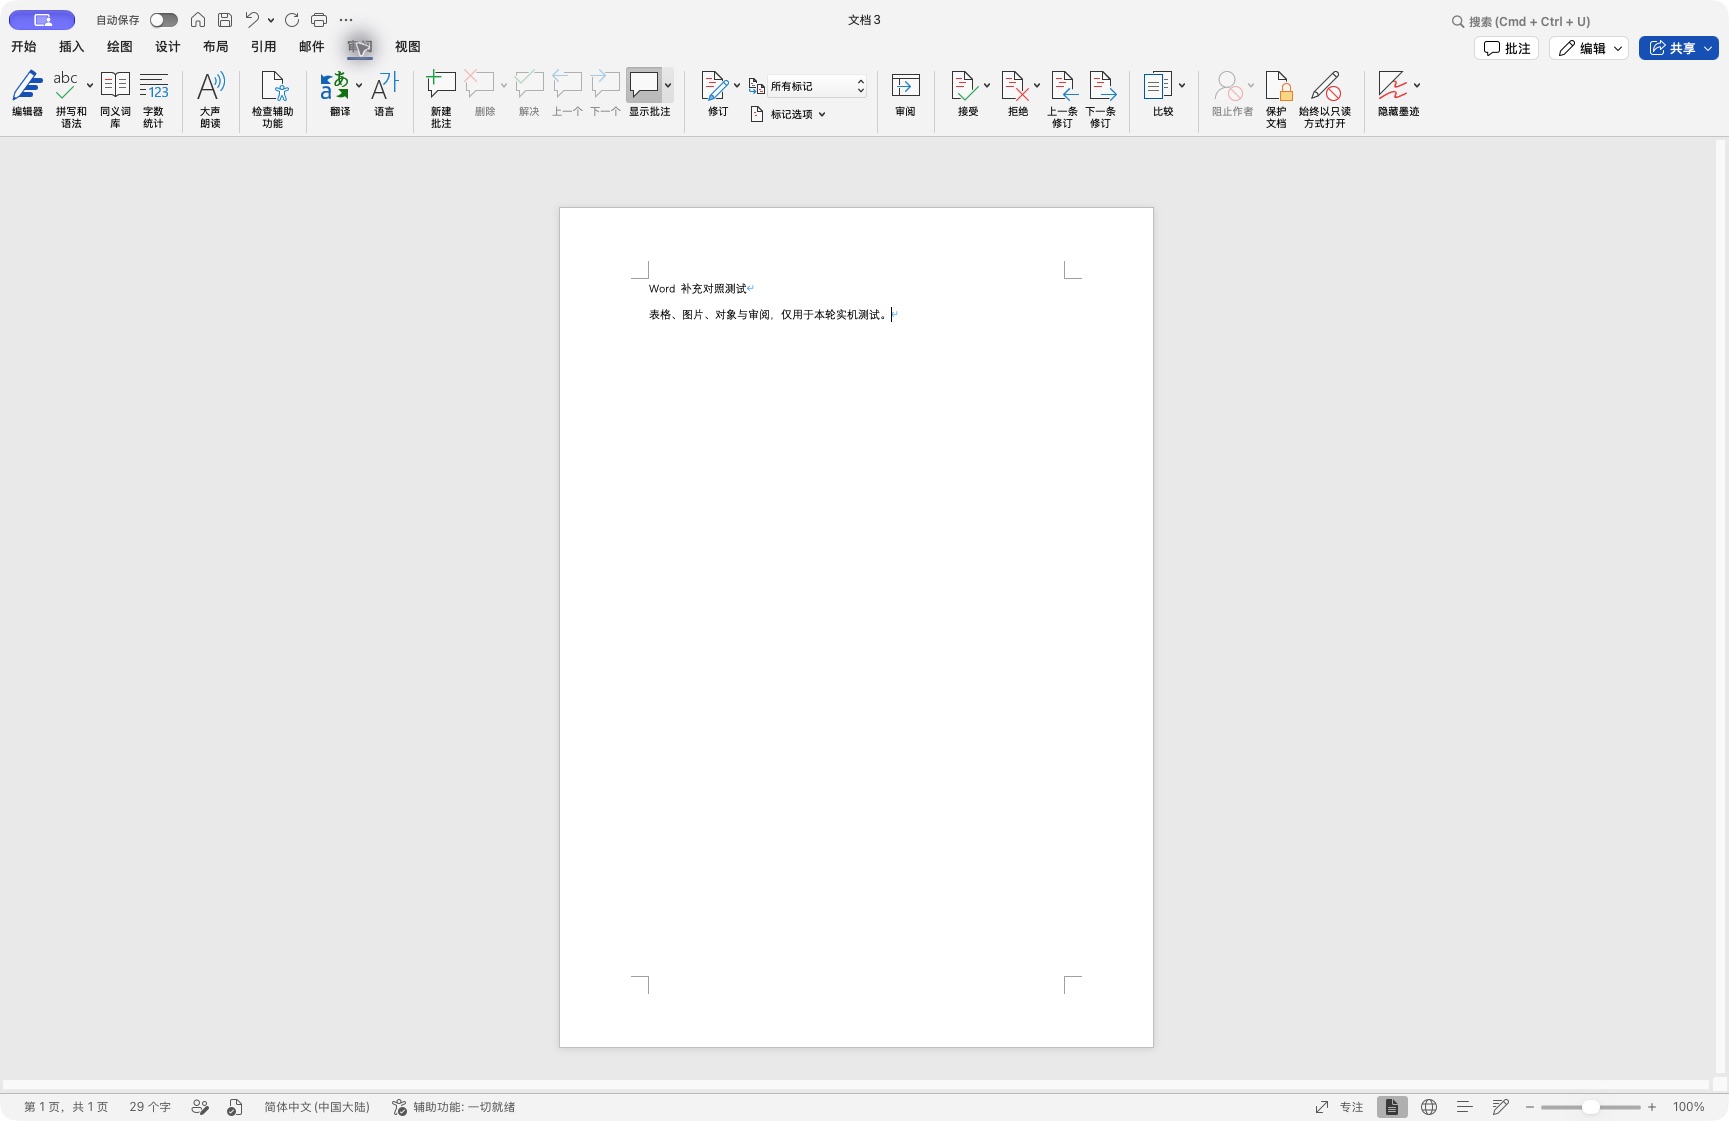 自动保存
文档 3
搜索 (Cmd + Ctrl + U)
开始 插入 绘图 设计 布局 引用 邮件 审阅 视图
批注 编辑 共享
abc
123
编辑器
拼写和
语法
同义词
库
字数
统计
大声
朗读
检查辅助
功能
翻译
语言
新建
批注
删除
解决
上一个
下一个
显示批注
修订
所有标记
标记选项
审阅
接受
拒绝
上一条
修订
下一条
修订
比较
阻止作者
保护
文档
始终以只读
方式打开
隐藏墨迹
Word 补充对照测试
表格、图片、对象与审阅，仅用于本轮实机测试。
第 1 页，共 1 页 29 个字 简体中文 (中国大陆) 辅助功能: 一切就绪 专注 100%